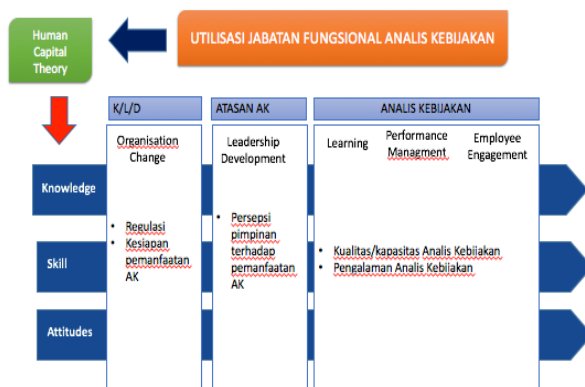 Human
Capital
Theory
UTILISASI JABATAN FUNGSIONAL ANALIS KEBIJAKAN
K/L/D
ATASAN AK
ANALIS KEBIJAKAN
Organisation
Change
Leadership
Development
Learning
Performance
Managment
Employee
Engagement
Knowledge
Skill
Attitudes
• Regulasi
• Kesiapan
pemanfaatan
AK
• Persepsi
pimpinan
terhadap
pemanfaatan
AK
• Kualitas/kapasitas Analis Kebijakan
• Pengalaman Analis Kebijakan